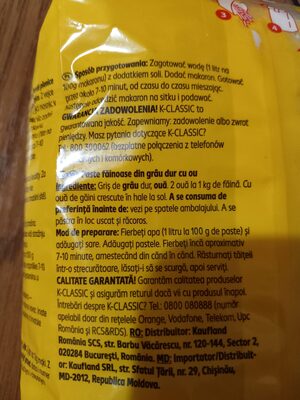 Sposób przygotowania: Zagotować wodę (1 litr na
100g makaronu) z dodatkiem soli. Dodać makaron. Gotować
przez około 7-10 minut, od czasu do czasu mieszając.
następnie odcedzić makaron na sitku i podawać.
GWARANCJA ZADOWOLENIA! K-CLASSIC to
gwarantowana jakość. Zapewniamy: zadowolenie albo zwrot
pieniędzy. Masz pytania dotyczące K-CLASSIC?
Tel: 800 300062 (bezpłatne połączenia z telefonów
i komórkowych).
Paste făinoase din grâu dur cu ou
Ingrediente: Griș de grâu dur, ouă. 2 ouă la 1 kg de făină. Cu
ouă de găini crescute în hale la sol. A se consuma de
preferință înainte de: vezi pe spatele ambalajului. A se
păstra în loc uscat și răcoros.
Mod de preparare: Fierbeți apa (1 litru la 100 g de paste) și
adăugați sare. Adăugați pastele. Fierbeți încă aproximativ
7-10 minute, amestecând din când în când. Răsturnați tăiței
într-o strecurătoare, lăsați-i să se scurgă, apoi serviți.
CALITATE GARANTATĂ! Garantăm calitatea produselor
K-CLASSIC și asigurăm returul dacă vii cu produsul înapoi.
Întrebări despre K-CLASSIC? Tel.: 0800 080888 (număr
apelabil doar din rețelele Orange, Vodafone, Telekom, Upc
România și RCS&RDS). RO: Distribuitor: Kaufland
România SCS, str. Barbu Văcărescu, nr. 120-144, Sector 2,
020284 București, România. MD: Importator/Distribuit-
or: Kaufland SRL, str. Sfatul Țării, nr. 29, Chișinău,
MD-2012, Republica Moldova.
3
4